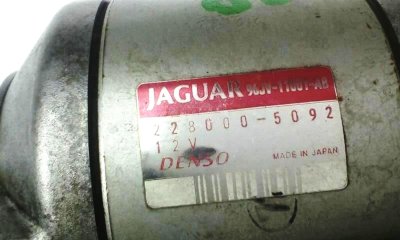 JAGUAR
228000-5092
12V
DENSO MADE IN JAPAN